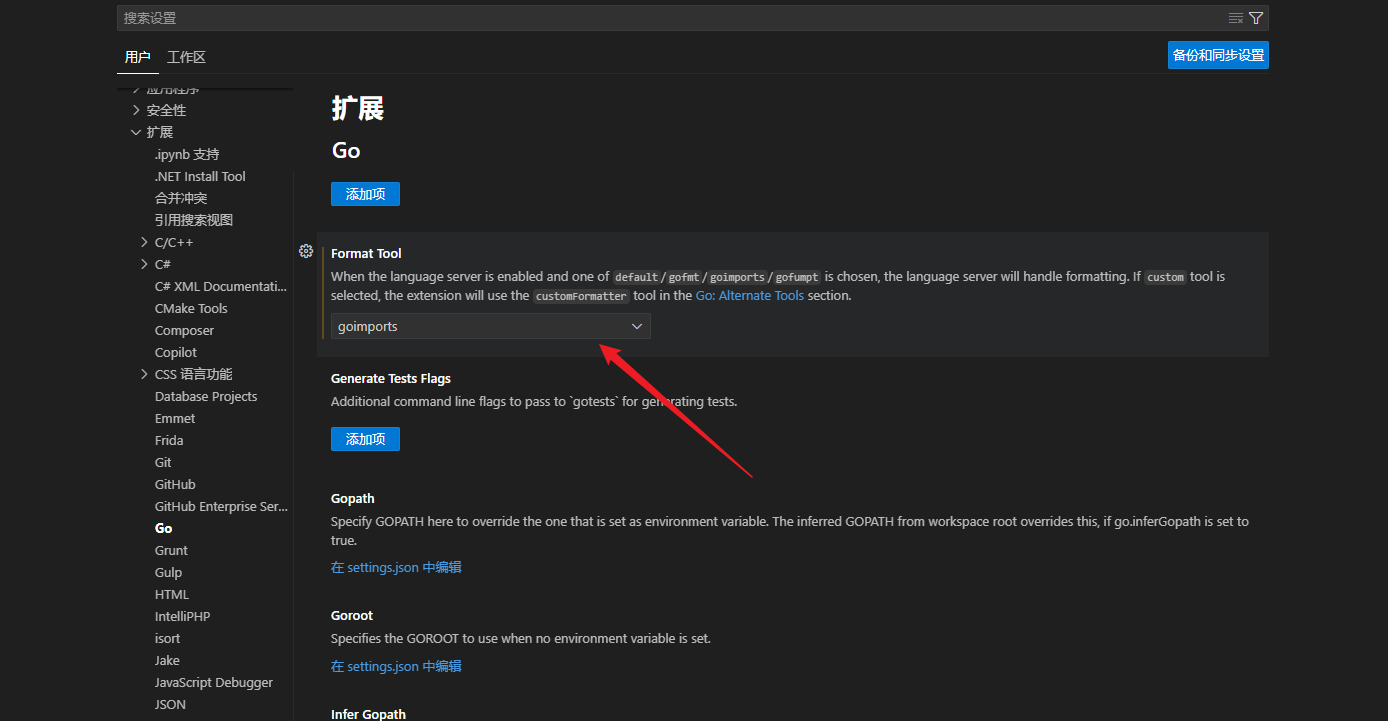 搜索设置
用户
工作区
备份和同步设置
应用程序
安全性
扩展
.ipynb 支持
.NET Install Tool
合并冲突
引用搜索视图
C/C++
C#
C# XML Documentati...
CMake Tools
Composer
Copilot
CSS 语言功能
Database Projects
Emmet
Frida
Git
GitHub
GitHub Enterprise Ser...
Go
Grunt
Gulp
HTML
IntelliPHP
isort
Jake
JavaScript Debugger
JSON
扩展
Go
添加项
Format Tool
When the language server is enabled and one of default/gofmt/goimports/gofumpt is chosen, the language server will handle formatting. If custom tool is
selected, the extension will use the customFormatter tool in the Go: Alternate Tools section.
goimports
Generate Tests Flags
Additional command line flags to pass to `gotests` for generating tests.
添加项
Gopath
Specify GOPATH here to override the one that is set as environment variable. The inferred GOPATH from workspace root overrides this, if go.inferGopath is set to
true.
在 settings.json 中编辑
Goroot
Specifies the GOROOT to use when no environment variable is set.
在 settings.json 中编辑
Infer Gopath